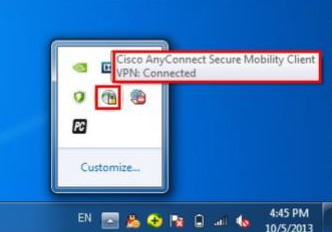 Cisco AnyConnect Secure Mobility Client
VPN: Connected
PC
Customize...
EN
4:45 PM
10/5/2013